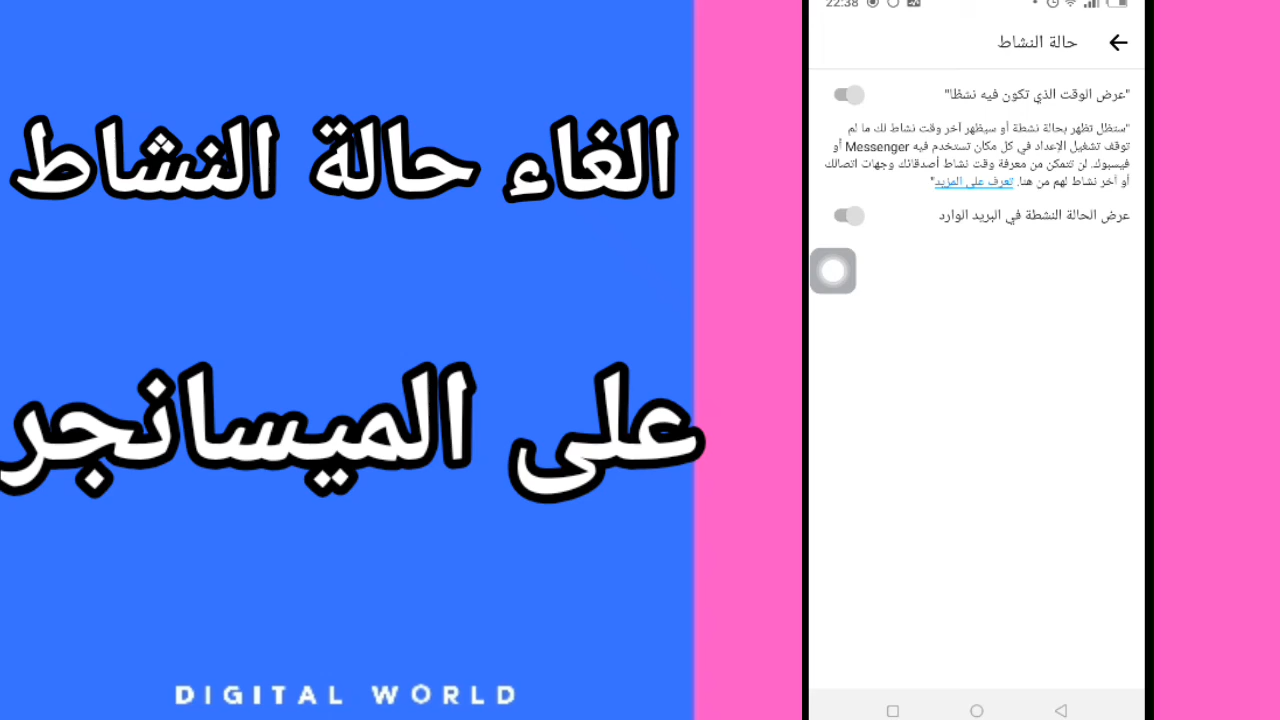 الغاء حالة النشاط
على الميسانجر
DIGITAL WORLD
22:38
حالة النشاط
"عرض الوقت الذي تكون فيه نشطًا"
"ستظل تظهر بحالة نشطة أو سيظهر آخر وقت نشاط لك ما لم
توقف تشغيل الإعداد في كل مكان تستخدم فيه Messenger أو
فيسبوك. لن تتمكن من معرفة وقت نشاط أصدقائك وجهات اتصالك
أو آخر نشاط لهم من هنا. تعرف على المزيد"
عرض الحالة النشطة في البريد الوارد